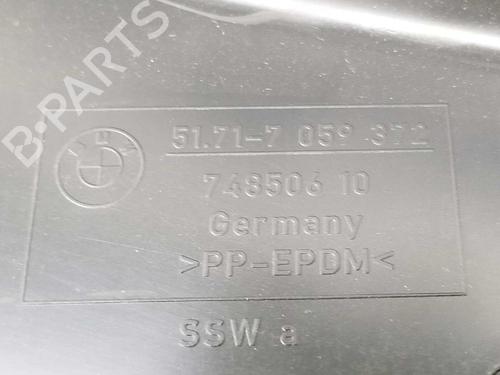 B-PARTS
51.71-7 059 372
748506 10
Germany
>PP-EPDM<
SSW a